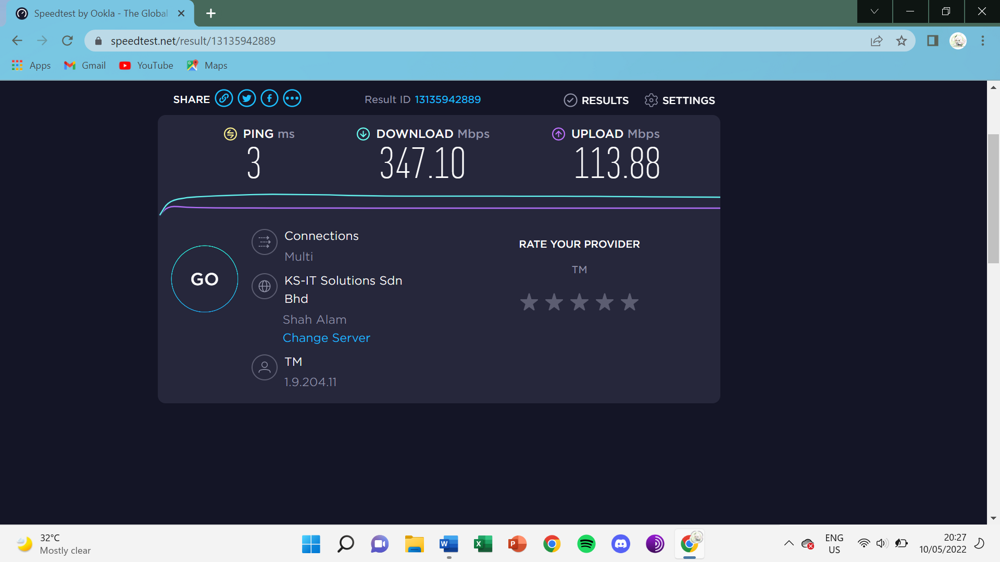 Speedtest by Ookla - The Global
speedtest.net/result/13135942889
Apps Gmail YouTube Maps
SHARE Result ID 13135942889 RESULTS SETTINGS
PING ms DOWNLOAD Mbps UPLOAD Mbps
3 347.10 113.88
Connections
Multi
RATE YOUR PROVIDER
TM
GO
KS-IT Solutions Sdn
Bhd
Shah Alam
Change Server
TM
1.9.204.11
32°C
Mostly clear
ENG
US
20:27
10/05/2022